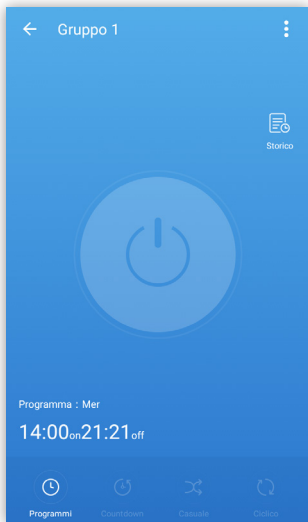 Gruppo 1
Storico
Programma : Mer
14:00on21:21off
Programmi Countdown Casuale Ciclico